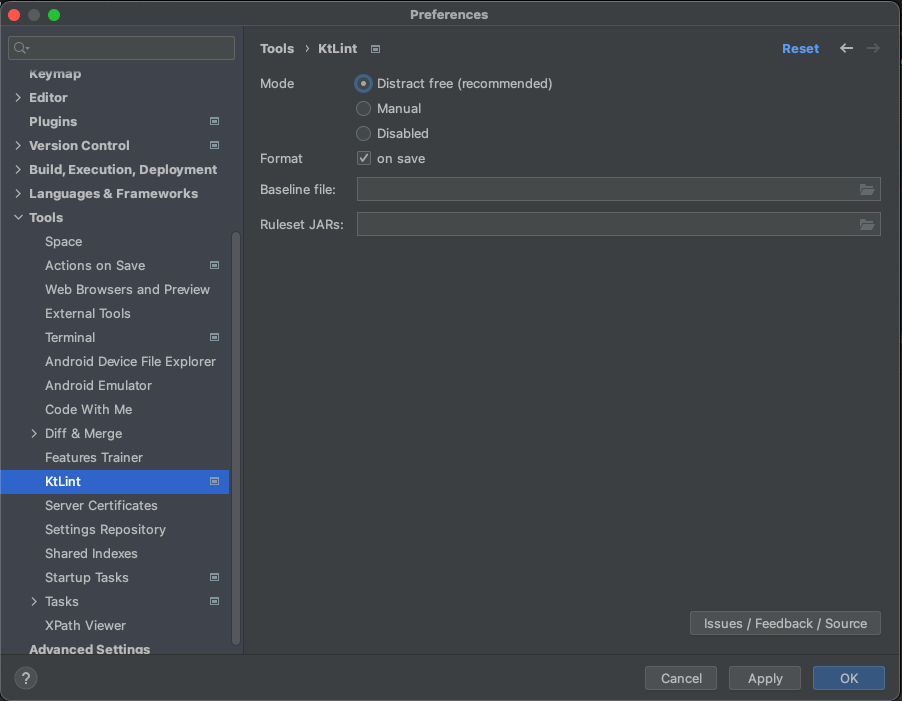 Preferences
Keymap
Editor
Plugins
Version Control
Build, Execution, Deployment
Languages & Frameworks
Tools
Space
Actions on Save
Web Browsers and Preview
External Tools
Terminal
Android Device File Explorer
Android Emulator
Code With Me
Diff & Merge
Features Trainer
KtLint
Server Certificates
Settings Repository
Shared Indexes
Startup Tasks
Tasks
XPath Viewer
Advanced Settings
Tools › KtLint
Reset
Mode
Distract free (recommended)
Manual
Disabled
Format
on save
Baseline file:
Ruleset JARs:
Issues / Feedback / Source
?
Cancel
Apply
OK